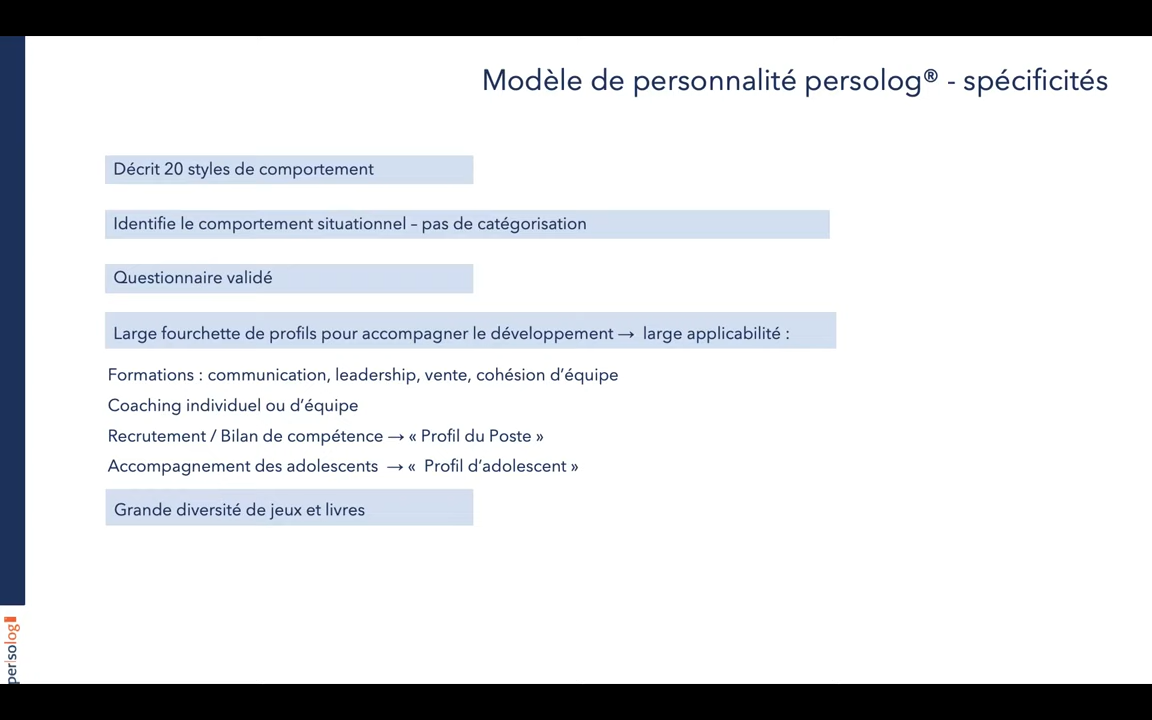 Modèle de personnalité persolog® - spécificités
Décrit 20 styles de comportement
Identifie le comportement situationnel – pas de catégorisation
Questionnaire validé
Large fourchette de profils pour accompagner le développement → large applicabilité :
Formations : communication, leadership, vente, cohésion d’équipe
Coaching individuel ou d’équipe
Recrutement / Bilan de compétence → « Profil du Poste »
Accompagnement des adolescents → « Profil d’adolescent »
Grande diversité de jeux et livres
persolog